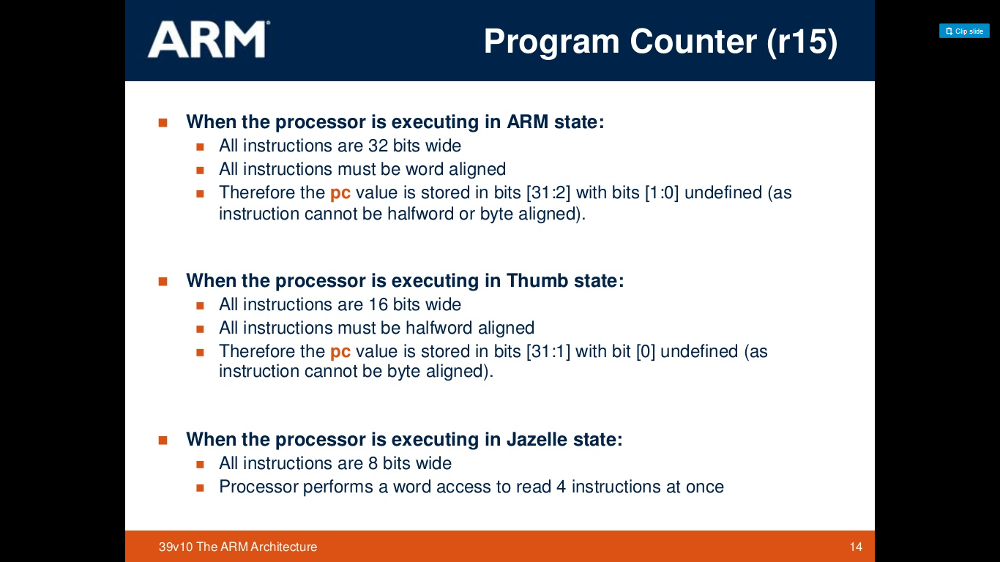 ARM
Program Counter (r15)
Clip slide
When the processor is executing in ARM state:
All instructions are 32 bits wide
All instructions must be word aligned
Therefore the pc value is stored in bits [31:2] with bits [1:0] undefined (as
instruction cannot be halfword or byte aligned).
When the processor is executing in Thumb state:
All instructions are 16 bits wide
All instructions must be halfword aligned
Therefore the pc value is stored in bits [31:1] with bit [0] undefined (as
instruction cannot be byte aligned).
When the processor is executing in Jazelle state:
All instructions are 8 bits wide
Processor performs a word access to read 4 instructions at once
39v10 The ARM Architecture
14